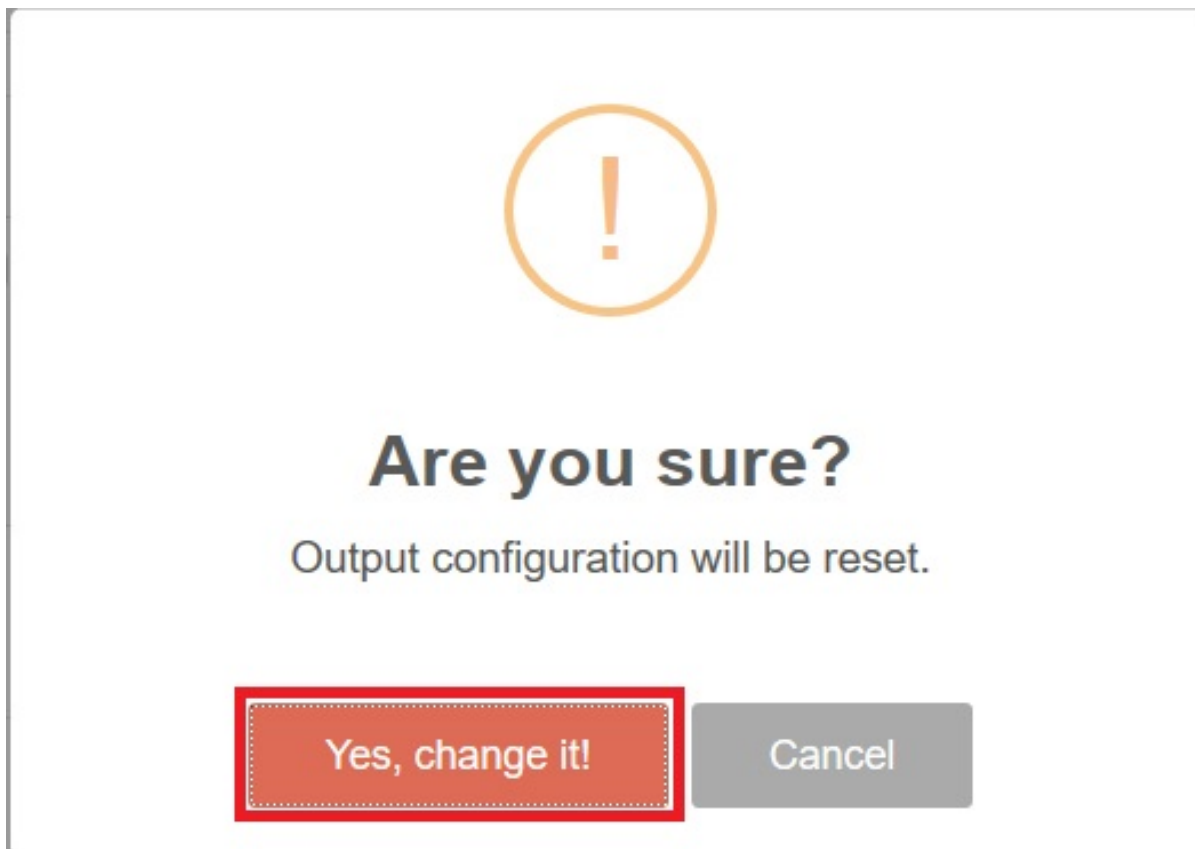 !
Are you sure?
Output configuration will be reset.
Yes, change it!
Cancel